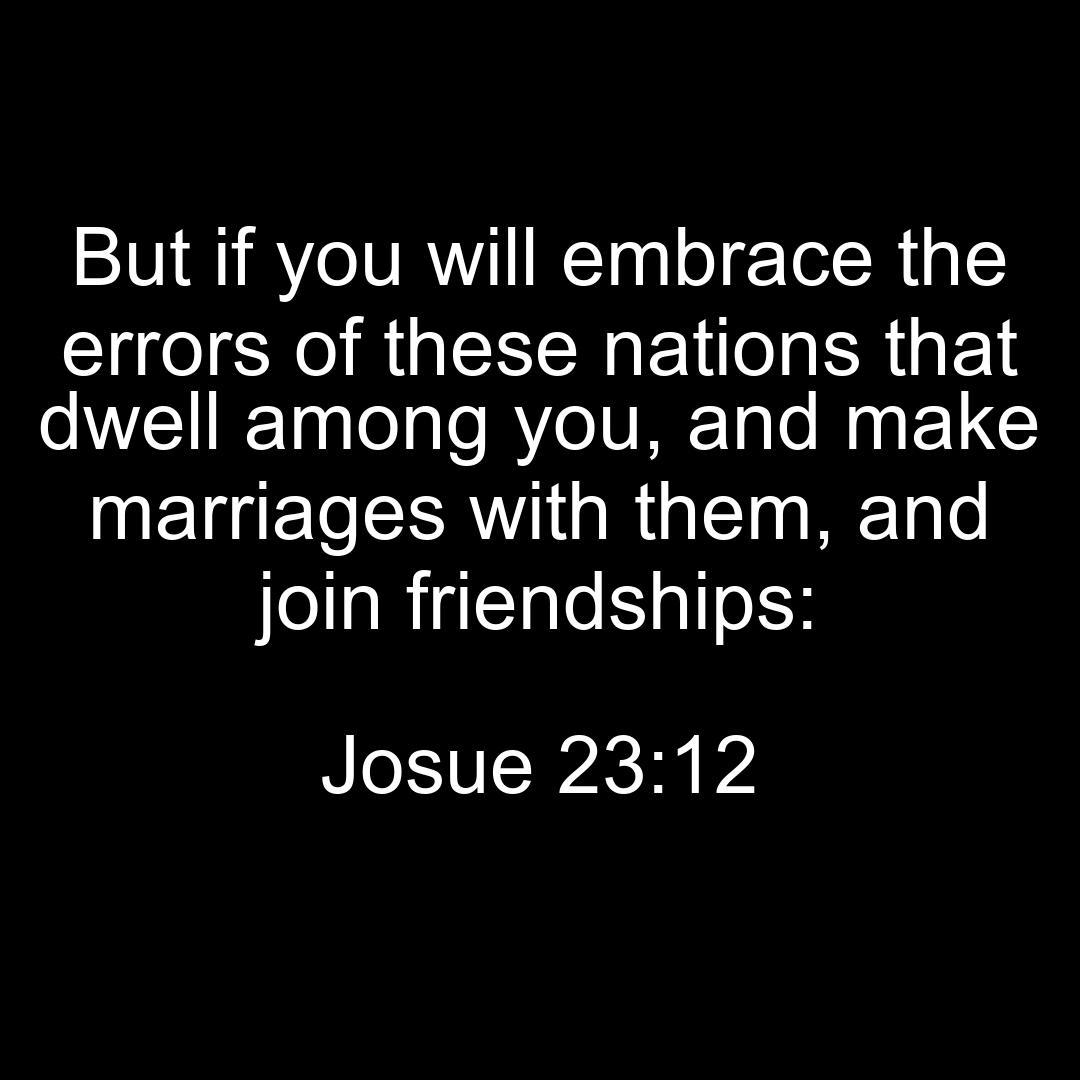 But if you will embrace the
errors of these nations that
dwell among you, and make
marriages with them, and
join friendships:
Josue 23:12